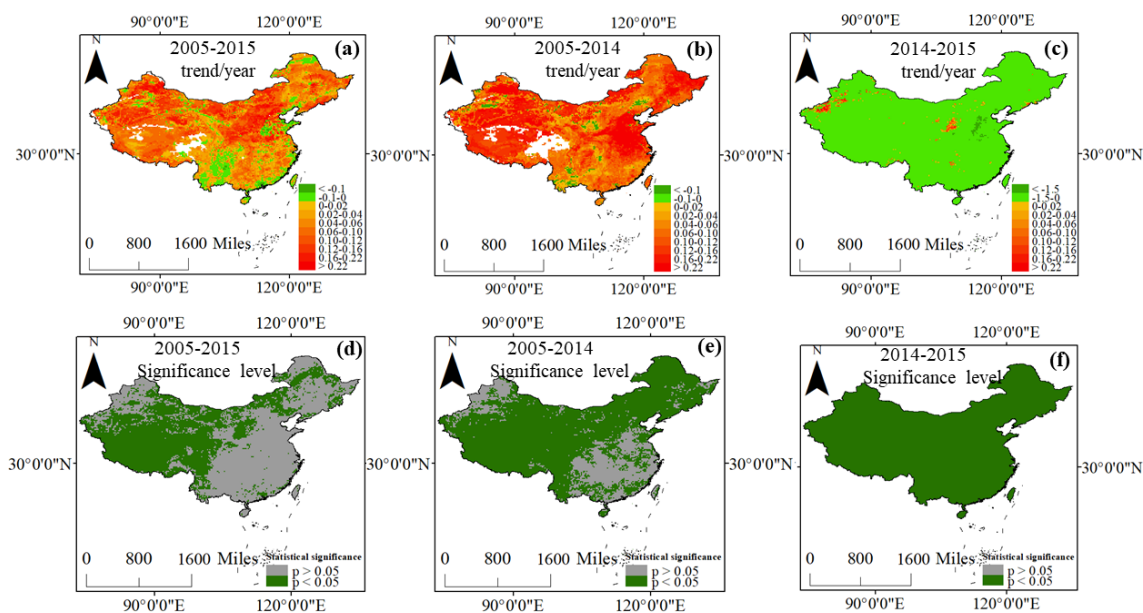 90°0'0"E 120°0'0"E 90°0'0"E 120°0'0"E 90°0'0"E 120°0'0"E
N 2005-2015 (a)
trend/year
N 2005-2014 (b)
trend/year
N 2014-2015 (c)
trend/year
30°0'0"N 30°0'0"N 30°0'0"N
< -0.1
-0.1-0
0-0.02
0.02-0.04
0.04-0.06
0.06-0.10
0.10-0.12
0.12-0.16
0.16-0.22
> 0.22
0 800 1600 Miles
< -0.1
-0.1-0
0-0.02
0.02-0.04
0.04-0.06
0.06-0.10
0.10-0.12
0.12-0.16
0.16-0.22
> 0.22
0 800 1600 Miles
< -1.5
-1.5-0
0-0.02
0.02-0.04
0.04-0.06
0.06-0.10
0.10-0.12
0.12-0.16
0.16-0.22
> 0.22
0 800 1600 Miles
90°0'0"E 120°0'0"E 90°0'0"E 120°0'0"E 90°0'0"E 120°0'0"E
90°0'0"E 120°0'0"E 90°0'0"E 120°0'0"E 90°0'0"E 120°0'0"E
N 2005-2015 (d)
Significance level
N 2005-2014 (e)
Significance level
N 2014-2015 (f)
Significance level
30°0'0"N 30°0'0"N 30°0'0"N
0 800 1600 Miles
Statistical significance
p > 0.05
p < 0.05
0 800 1600 Miles
Statistical significance
p > 0.05
p < 0.05
0 800 1600 Miles
Statistical significance
p > 0.05
p < 0.05
90°0'0"E 120°0'0"E 90°0'0"E 120°0'0"E 90°0'0"E 120°0'0"E